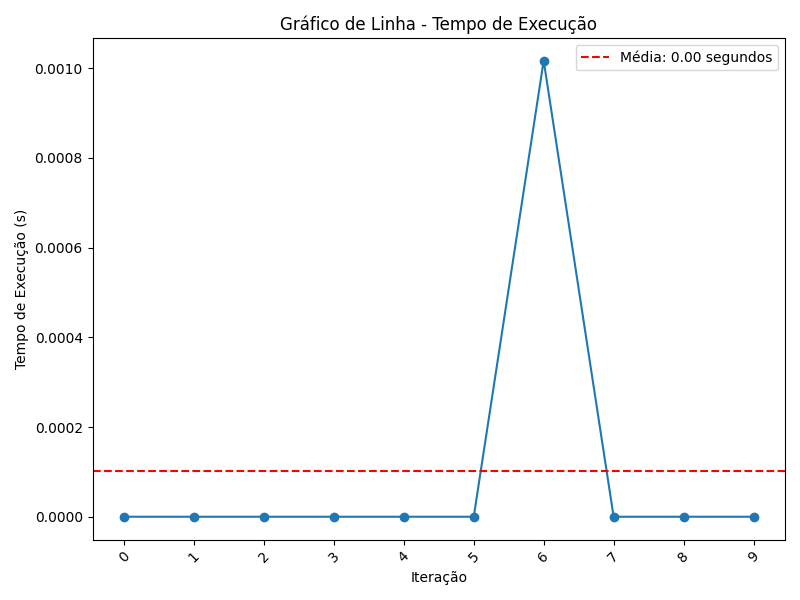 Gráfico de Linha - Tempo de Execução
Média: 0.00 segundos
0.0010
0.0008
0.0006
0.0004
0.0002
0.0000
Tempo de Execução (s)
0 1 2 3 4 5 6 7 8 9
Iteração